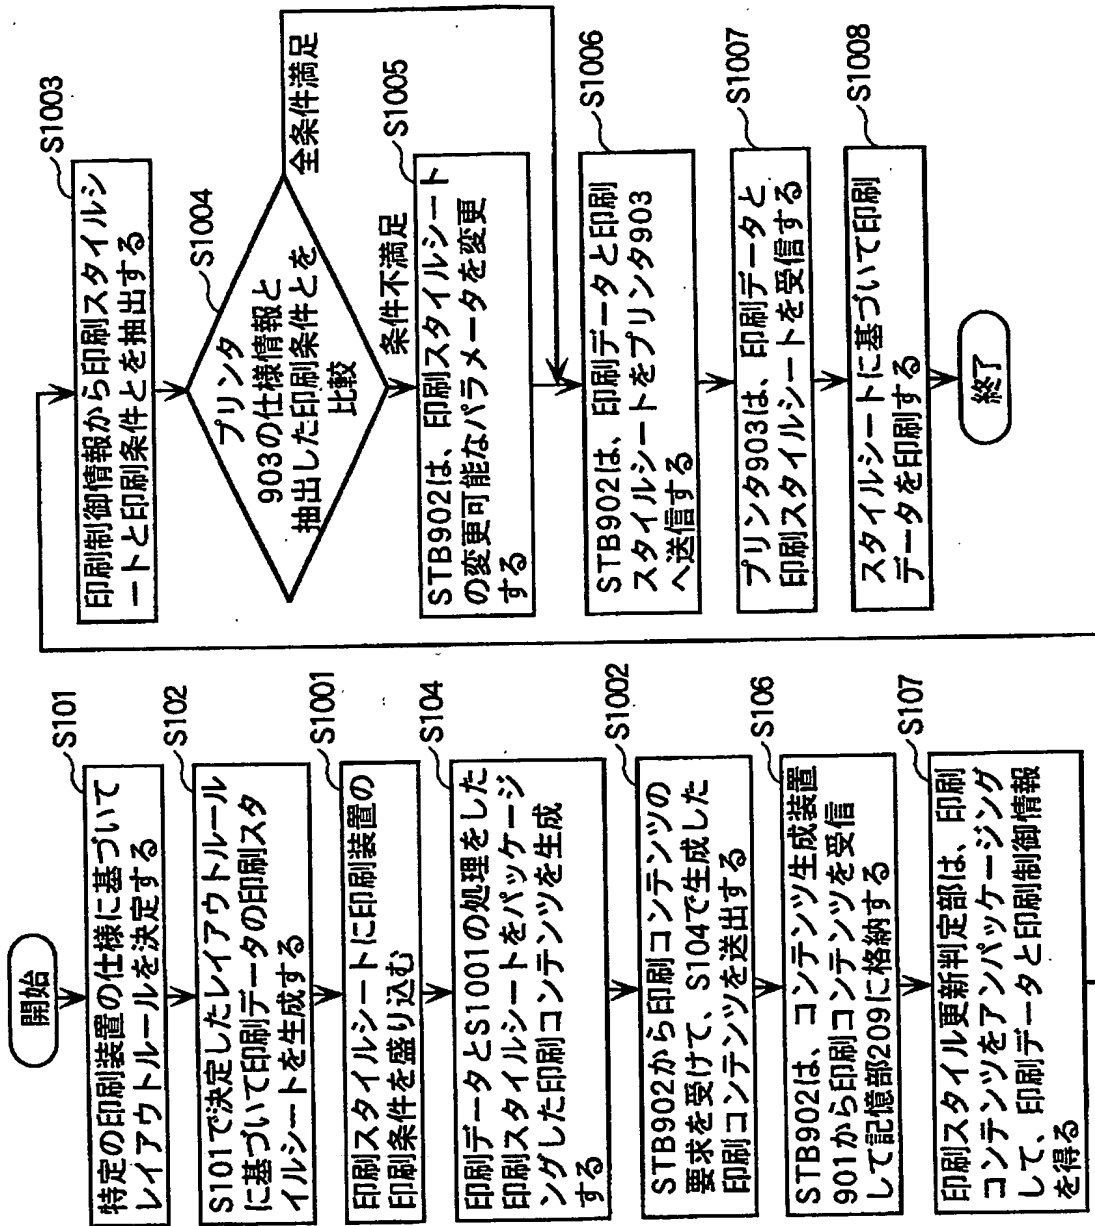 開始
S101
特定の印刷装置の仕様に基づいて
レイアウトルールを決定する
S102
S101で決定したレイアウトルール
に基づいて印刷データの印刷スタ
イルシートを生成する
S1001
印刷スタイルシートに印刷装置の
印刷条件を盛り込む
S104
印刷データとS1001の処理をした
印刷スタイルシートをパッケージ
ングした印刷コンテンツを生成
する
S1002
STB902から印刷コンテンツの
要求を受けて、S104で生成した
印刷コンテンツを送出する
S106
STB902は、コンテンツ生成装置
901から印刷コンテンツを受信
して記憶部209に格納する
S107
印刷スタイル更新判定部は、印刷
コンテンツをアンパッケージング
して、印刷データと印刷制御情報
を得る
S1003
印刷制御情報から印刷スタイルシ
ートと印刷条件とを抽出する
S1004
プリンタ
903の仕様情報と
抽出した印刷条件とを
比較
全条件満足
条件不満足
S1005
STB902は、印刷スタイルシート
の変更可能なパラメータを変更
する
S1006
STB902は、印刷データと印刷
スタイルシートをプリンタ903
へ送信する
S1007
プリンタ903は、印刷データと
印刷スタイルシートを受信する
S1008
スタイルシートに基づいて印刷
データを印刷する
終了